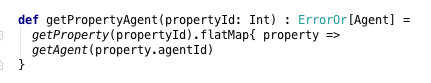 def getPropertyAgent(propertyId: Int) : ErrorOr[Agent] =
getProperty(propertyId).flatMap{ property =>
getAgent(property.agentId)
}